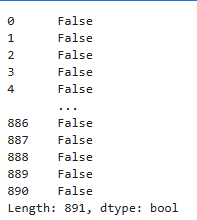 0      False
1      False
2      False
3      False
4      False
       ...
886    False
887    False
888    False
889    False
890    False
Length: 891, dtype: bool